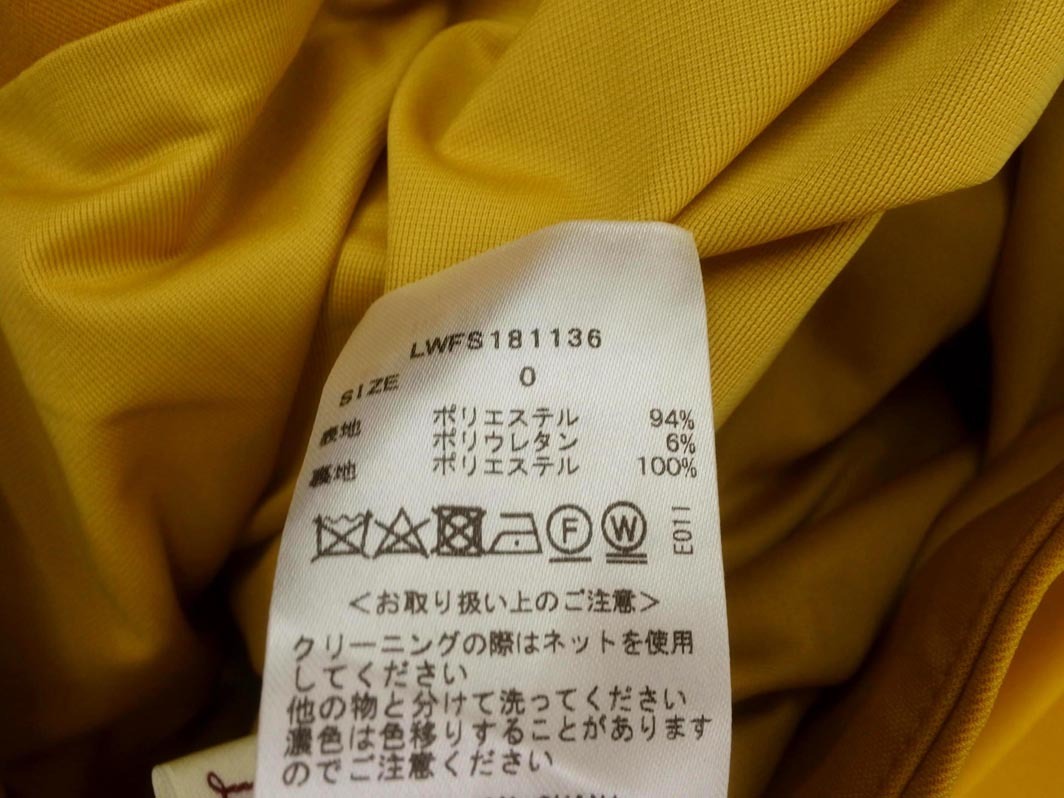 LWFS181136
SIZE 0
表地 ポリエステル 94%
ポリウレタン 6%
裏地 ポリエステル 100%
F W E011
<お取り扱い上のご注意>
クリーニングの際はネットを使用
してください
他の物と分けて洗ってください
濃色は色移りすることがあります
のでご注意ください